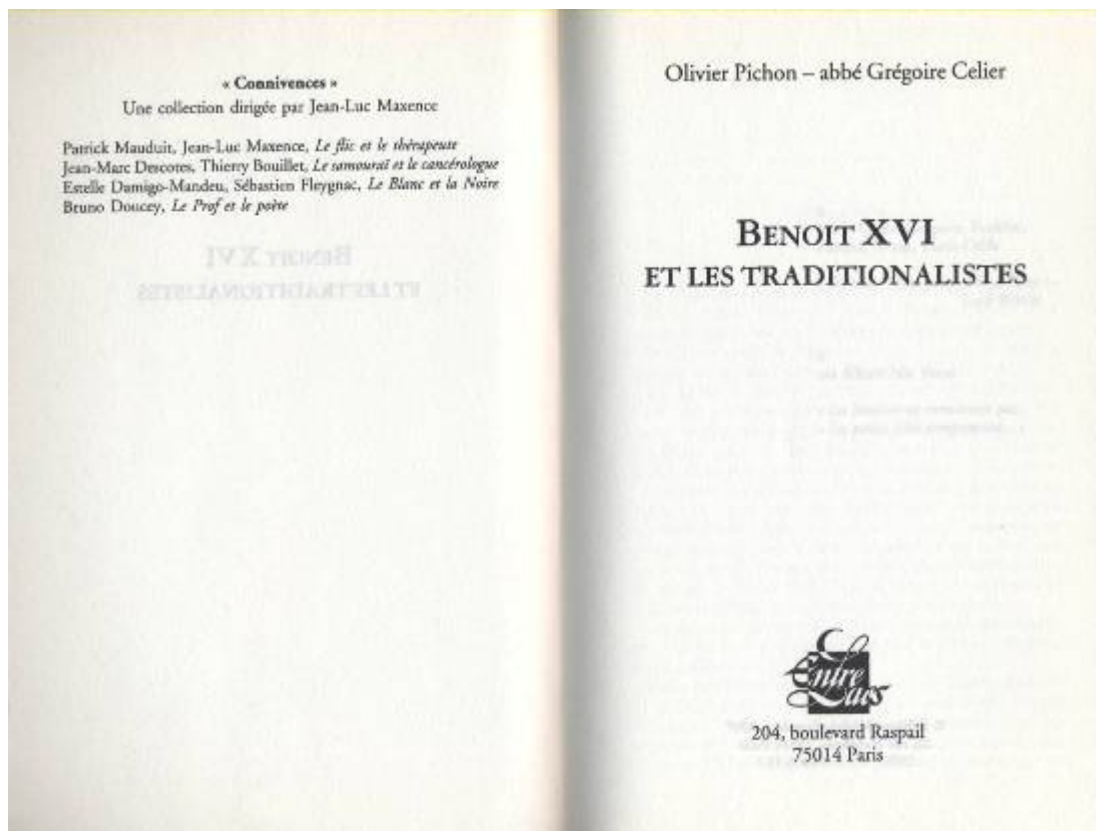 « Connivences »
Une collection dirigée par Jean-Luc Maxence
Patrick Mauduit, Jean-Luc Maxence, Le flic et le thérapeute
Jean-Marc Descores, Thierry Bouillet, Le samouraï et le cancérologue
Estelle Damigo-Mandeu, Sébastien Fleygnac, Le Blanc et la Noire
Bruno Doucey, Le Prof et le poète
Olivier Pichon – abbé Grégoire Celier
BENOIT XVI
ET LES TRADITIONALISTES
Entre
Lacs
204, boulevard Raspail
75014 Paris